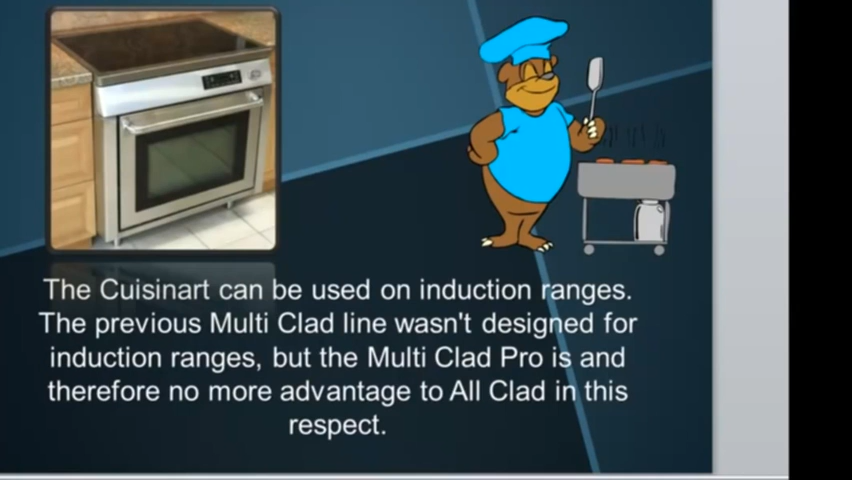 The Cuisinart can be used on induction ranges.
The previous Multi Clad line wasn't designed for
induction ranges, but the Multi Clad Pro is and
therefore no more advantage to All Clad in this
respect.